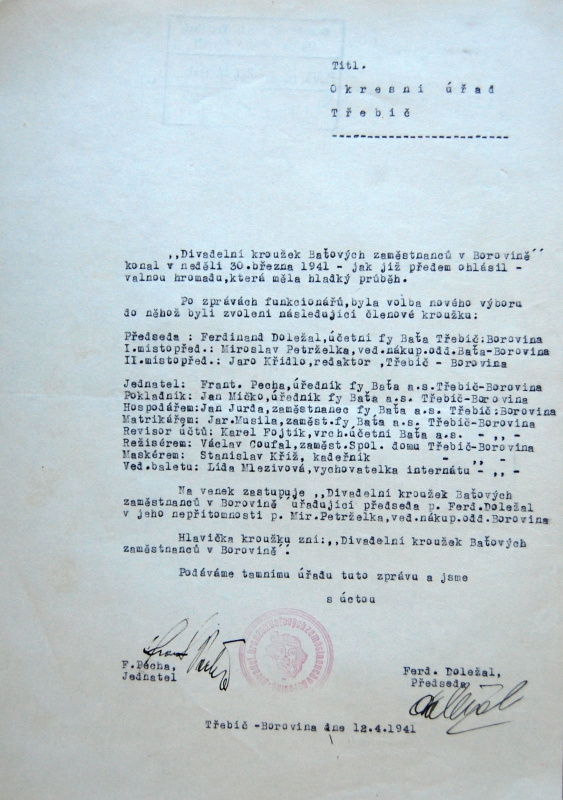 Titl.
Okresní úřad
Třebič
,,Divadelní kroužek Baťových zaměstnanců v Borovině"
konal v neděli 30.března 1941 - jak již předem ohlásil -
valnou hromadu,která měla hladký průběh.
Po zprávách funkcionářů,byla volba nového výboru
do něhož byli zvoleni následující členové kroužku:
Předseda : Ferdinand Doležal,účetní fy Baťa Třebíč:Borovina
I.místopřed.: Miroslav Petrželka,ved.nákup.odd.Baťa-Borovina
II.místopřed.: Jaro Křídlo,redaktor ,Třebíč - Borovina
Jednatel: Frant. Pecha,úředník fy Baťa a.s.Třebíč-Borovina
Pokladník: Jan Mičko,úředník fy Baťa a.s. Třebíč-Borovina
Hospodářem:Jan Jurda,zaměstnanec fy Baťa a.s. Třebíč:Borovina
Matrikářem: Jar.Musila,zaměst.fy Baťa a.s. Třebíč-Borovina
Revisor účtů: Karel Fojtík,vrch.účetní Baťa a.s. - ,, -
Režisérem: Václav Coufal,zaměst.Spol. domu Třebíč-Borovina
Maskérem: Stanislav Kříž, kadeřník - ,, -
Ved.baletu: Lída Mlezivová,vychovatelka internátu - ,, -
Na venek zastupuje ,,Divadelní kroužek Baťových
zaměstnanců v Borovině úřadující předseda p. Ferd.Doležal
v jeho nepřítomnosti p. Mir.Petrželka,ved.nákup.odd.Borovina
Hlavička kroužku zní:,,Divadelní kroužek Baťových
zaměstnanců v Borovině".
Podáváme tamnímu úřadu tuto zprávu a jsme
s úctou
F.Pecha,
Jednatel
Ferd. Doležal,
Předseda
Třebíč -Borovina dne 12.4.1941